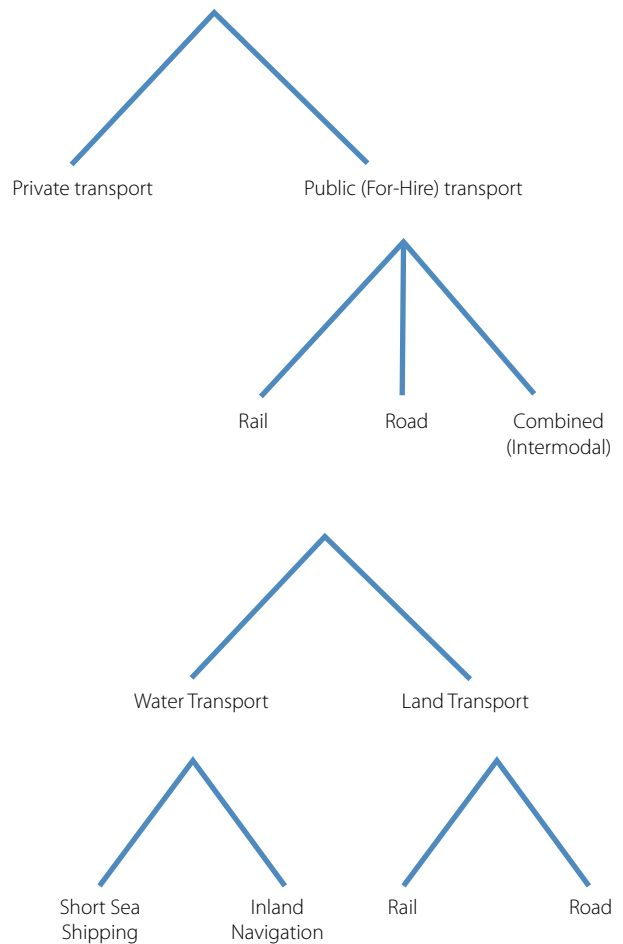 Private transport
Public (For-Hire) transport
Rail
Road
Combined
(Intermodal)
Water Transport
Land Transport
Short Sea
Shipping
Inland
Navigation
Rail
Road